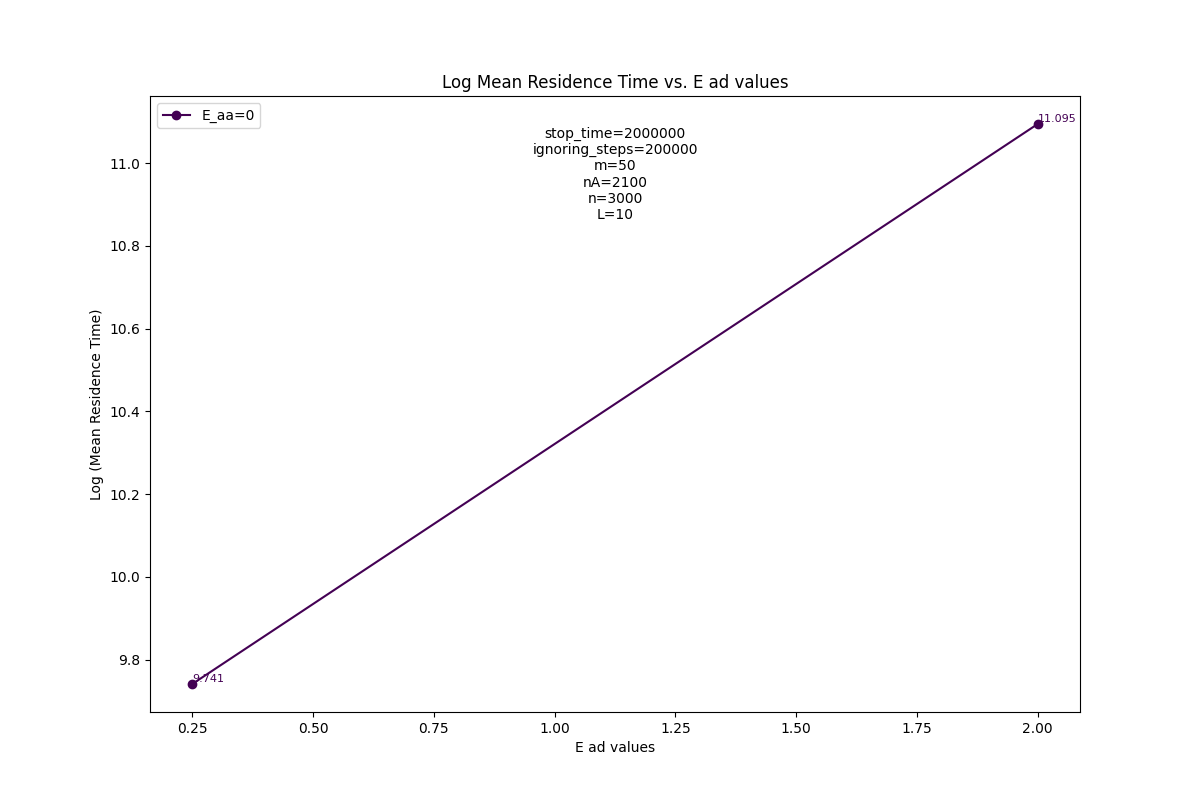 Log Mean Residence Time vs. E ad values
E_aa=0
stop_time=2000000
ignoring_steps=200000
m=50
nA=2100
n=3000
L=10
11.095
9.741
Log (Mean Residence Time)
11.0
10.8
10.6
10.4
10.2
10.0
9.8
0.25 0.50 0.75 1.00 1.25 1.50 1.75 2.00
E ad values